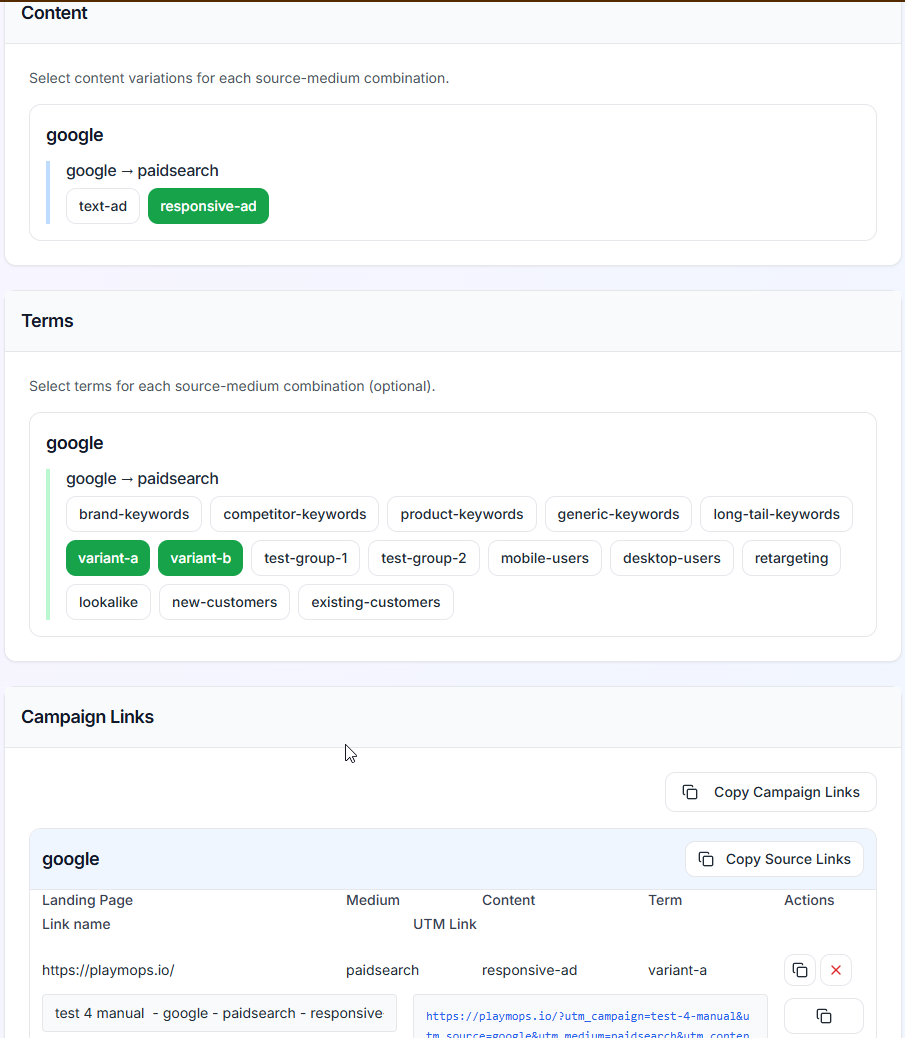 Content
Select content variations for each source-medium combination.
google
google → paidsearch
text-ad responsive-ad
Terms
Select terms for each source-medium combination (optional).
google
google → paidsearch
brand-keywords competitor-keywords product-keywords generic-keywords long-tail-keywords
variant-a variant-b test-group-1 test-group-2 mobile-users desktop-users retargeting
lookalike new-customers existing-customers
Campaign Links
Copy Campaign Links
google Copy Source Links
Landing Page Medium Content Term Actions
Link name UTM Link
https://playmops.io/ paidsearch responsive-ad variant-a
test 4 manual - google - paidsearch - responsive
https://playmops.io/?utm_campaign=test-4-manual&u
tm_source=google&utm_medium=paidsearch&utm_conten